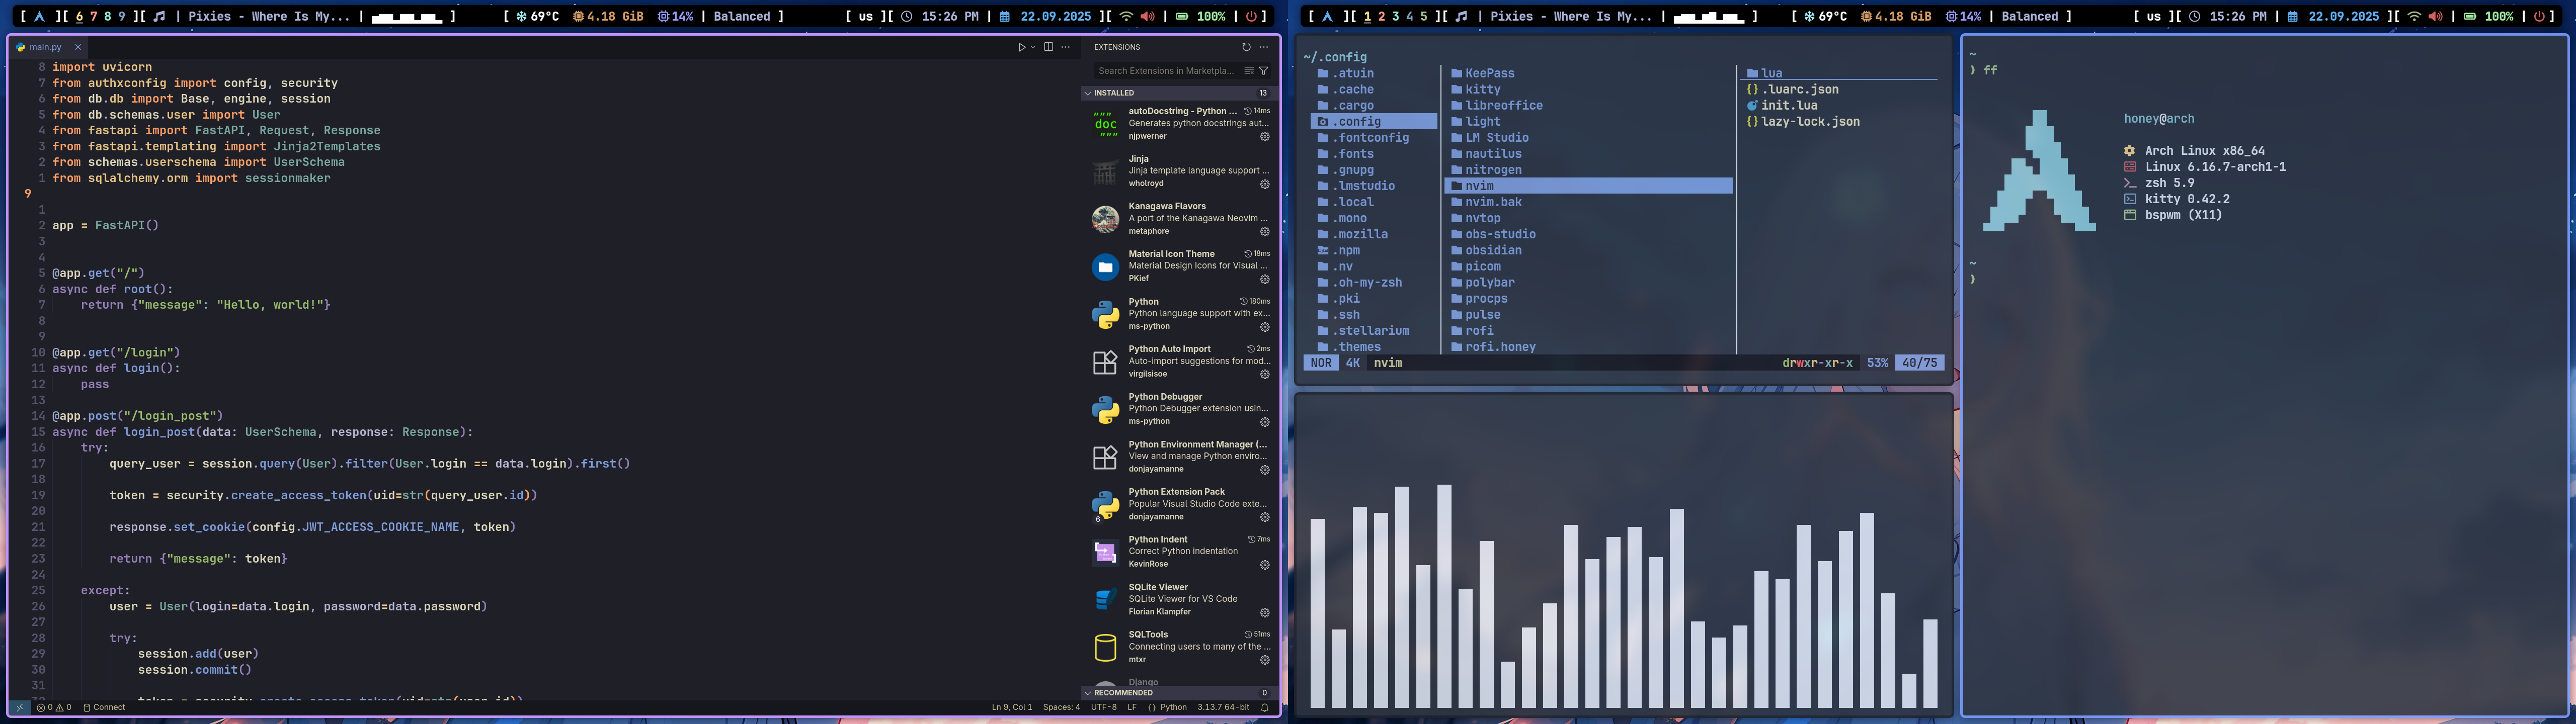 [ ][ 6 7 8 9 ][ | Pixies - Where Is My... | ]
[ 69°C 4.18 GiB 14% | Balanced ]
[ us ][ 15:26 PM | 22.09.2025 ][ | 100% | ]
main.py
8 import uvicorn
7 from authxconfig import config, security
6 from db.db import Base, engine, session
5 from db.schemas.user import User
4 from fastapi import FastAPI, Request, Response
3 from fastapi.templating import Jinja2Templates
2 from schemas.userschema import UserSchema
1 from sqlalchemy.orm import sessionmaker
9
1
2 app = FastAPI()
3
4
5 @app.get("/")
6 async def root():
7     return {"message": "Hello, world!"}
8
9
10 @app.get("/login")
11 async def login():
12     pass
13
14 @app.post("/login_post")
15 async def login_post(data: UserSchema, response: Response):
16     try:
17         query_user = session.query(User).filter(User.login == data.login).first()
18
19         token = security.create_access_token(uid=str(query_user.id))
20
21         response.set_cookie(config.JWT_ACCESS_COOKIE_NAME, token)
22
23         return {"message": token}
24
25     except:
26         user = User(login=data.login, password=data.password)
27
28         try:
29             session.add(user)
30             session.commit()
31
EXTENSIONS
Search Extensions in Marketpla...
INSTALLED 13
autoDocstring - Python ... 14ms
"""
doc
"""
Generates python docstrings aut...
njpwerner
Jinja
Jinja template language support ...
wholroyd
Kanagawa Flavors
A port of the Kanagawa Neovim ...
metaphore
Material Icon Theme 18ms
Material Design Icons for Visual ...
PKief
Python 180ms
Python language support with ex...
ms-python
Python Auto Import 2ms
Auto-import suggestions for mod...
virgilsisoe
Python Debugger
Python Debugger extension usin...
ms-python
Python Environment Manager (...
View and manage Python enviro...
donjayamanne
Python Extension Pack
Popular Visual Studio Code exte...
6
donjayamanne
Python Indent 7ms
Correct Python indentation
KevinRose
SQLite Viewer
SQLite Viewer for VS Code
Florian Klampfer
SQLTools 51ms
Connecting users to many of the ...
mtxr
Django
RECOMMENDED 0
0 0 Connect
Ln 9, Col 1 Spaces: 4 UTF-8 LF {} Python 3.13.7 64-bit
[ ][ 1 2 3 4 5 ][ | Pixies - Where Is My... | ]
[ 69°C 4.18 GiB 14% | Balanced ]
[ us ][ 15:26 PM | 22.09.2025 ][ | 100% | ]
~/.config
.atuin
.cache
.cargo
.config
.fontconfig
.fonts
.gnupg
.lmstudio
.local
.mono
.mozilla
.npm
.nv
.oh-my-zsh
.pki
.ssh
.stellarium
.themes
KeePass
kitty
libreoffice
light
LM Studio
nautilus
nitrogen
nvim
nvim.bak
nvtop
obs-studio
obsidian
picom
polybar
procps
pulse
rofi
rofi.honey
lua
{} .luarc.json
init.lua
{} lazy-lock.json
NOR 4K nvim
drwxr-xr-x 53% 40/75
~
❩ ff
honey@arch
Arch Linux x86_64
Linux 6.16.7-arch1-1
zsh 5.9
kitty 0.42.2
bspwm (X11)
~
❩